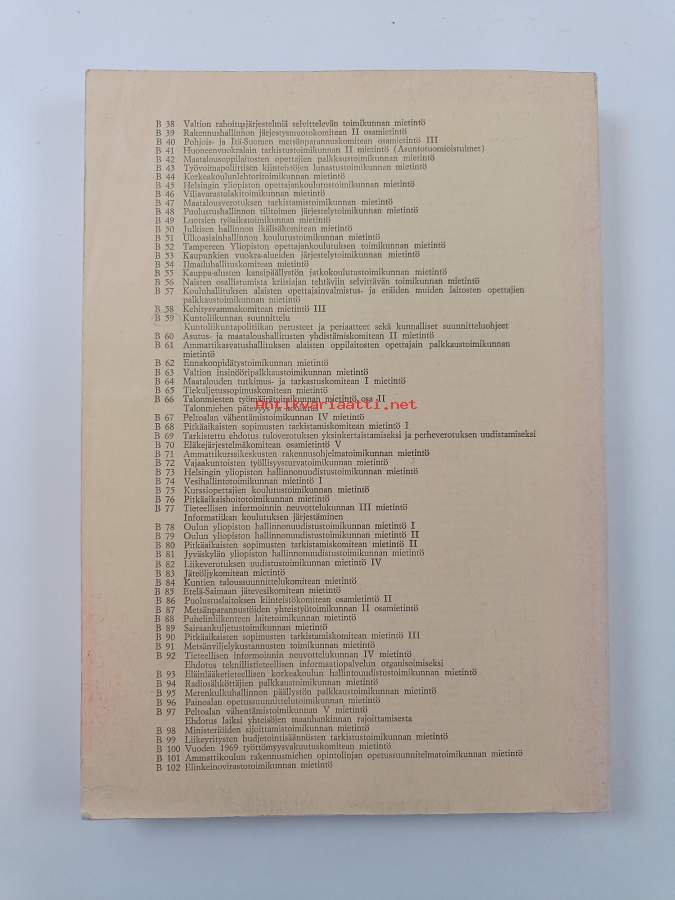 B 38 Valtion rahoitusjärjestelmiä selvittelevän toimikunnan mietintö
B 39 Rakennushallinnon järjestysmuotokomitean II osamietintö
B 40 Pohjois- ja Itä-Suomen metsänparannuskomitean osamietintö III
B 41 Huoneenvuokralain tarkistustoimikunnan II mietintö (Asuntotuomioistuimet)
B 42 Maatalousoppilaitosten opettajien palkkaustoimikunnan mietintö
B 43 Työvoimapoliittisen kiinteistöjen lunastustoimikunnan mietintö
B 44 Korkeakoulunlehtoritoimikunnan mietintö
B 45 Helsingin yliopiston opettajankoulutustoimikunnan mietintö
B 46 Viljavarastolakitoimikunnan mietintö
B 47 Maatalousverotuksen tarkistamistoimikunnan mietintö
B 48 Puolustushallinnon tilitoimen järjestelytoimikunnan mietintö
B 49 Luotsien työaikatoimikunnan mietintö
B 50 Julkisen hallinnon ikälisäkomitean mietintö
B 51 Ulkoasiainhallinnon koulutustoimikunnan mietintö
B 52 Tampereen Yliopiston opettajankoulutuksen toimikunnan mietintö
B 53 Kaupunkien vuokra-alueiden järjestelytoimikunnan mietintö
B 54 Ilmailuhallituskomitean mietintö
B 55 Kauppa-alusten kansipäällystön jatkokoulutustoimikunnan mietintö
B 56 Naisten osallistumista kriisiajan tehtäviin selvittävän toimikunnan mietintö
B 57 Kouluhallituksen alaisten opettajainvalmistus- ja eräiden muiden laitosten opettajien
palkkaustoimikunnan mietintö
B 58 Kehitysvammakomitean mietintö III
B 59 Kuntoliikunnan suunnittelu
Kuntoliikuntapolitiikan perusteet ja periaatteet sekä kunnalliset suunnitteluohjeet
B 60 Asutus- ja maataloushallitusten yhdistämiskomitean II mietintö
B 61 Ammattikasvatushallituksen alaisten oppilaitosten opettajain palkkaustoimikunnan
mietintö
B 62 Ennakonpidätystoimikunnan mietintö
B 63 Valtion insinööripalkkaustoimikunnan mietintö
B 64 Maatalouden tutkimus- ja tarkastuskomitean I mietintö
B 65 Tiekuljetussopimuskomitean mietintö
B 66 Talonmiesten työmäärätoimikunnan mietintö osa II
Talonmiehen pätevyys ja koulutus
Antikvariaatti.net
B 67 Peltoalan vähentämistoimikunnan IV mietintö
B 68 Pitkäaikaisten sopimusten tarkistamiskomitean mietintö I
B 69 Tarkistettu ehdotus tuloverotuksen yksinkertaistamiseksi ja perheverotuksen uudistamiseksi
B 70 Eläkejärjestelmäkomitean osamietintö V
B 71 Ammattikurssikeskusten rakennusohjelmatoimikunnan mietintö
B 72 Vajaakuntoisten työllisyysturvatoimikunnan mietintö
B 73 Helsingin yliopiston hallinnonuudistustoimikunnan mietintö
B 74 Vesihallintotoimikunnan mietintö I
B 75 Kurssiopettajien koulutustoimikunnan mietintö
B 76 Pitkäaikaishoitotoimikunnan mietintö
B 77 Tieteellisen informoinnin neuvottelukunnan III mietintö
Informatiikan koulutuksen järjestäminen
B 78 Oulun yliopiston hallinnonuudistustoimikunnan mietintö I
B 79 Oulun yliopiston hallinnonuudistustoimikunnan mietintö II
B 80 Pitkäaikaisten sopimusten tarkistamiskomitean mietintö II
B 81 Jyväskylän yliopiston hallinnonuudistustoimikunnan mietintö
B 82 Liikeverotuksen uudistustoimikunnan mietintö IV
B 83 Jäteöljykomitean mietintö
B 84 Kuntien taloussuunnittelukomitean mietintö
B 85 Etelä-Saimaan jätevesikomitean mietintö
B 86 Puolustuslaitoksen kiinteistökomitean osamietintö II
B 87 Metsänparannustöiden yhteistyötoimikunnan II osamietintö
B 88 Puhelinliikenteen laitetoimikunnan mietintö
B 89 Sairaankuljetustoimikunnan mietintö
B 90 Pitkäaikaisten sopimusten tarkistamiskomitean mietintö III
B 91 Metsänviljelykustannusten toimikunnan mietintö
B 92 Tieteellisen informoinnin neuvottelukunnan IV mietintö
Ehdotus teknillistieteellisen informaatiopalvelun organisoimiseksi
B 93 Eläinlääketieteellisen korkeakoulun hallintouudistustoimikunnan mietintö
B 94 Radiosähköttäjien palkkaustoimikunnan mietintö
B 95 Merenkulkuhallinnon päällystön palkkaustoimikunnan mietintö
B 96 Painoalan opetussuunnittelutoimikunnan mietintö
B 97 Peltoalan vähentämistoimikunnan V mietintö
Ehdotus laiksi yhteisöjen maanhankinnan rajoittamisesta
B 98 Ministeriöiden sijoittamistoimikunnan mietintö
B 99 Liikeyritysten budjetointisäännösten tarkistustoimikunnan mietintö
B 100 Vuoden 1969 työttömyysvakuutuskomitean mietintö
B 101 Ammattikoulun rakennusmiehen opintolinjan opetussuunnitelmatoimikunnan mietintö
B 102 Elinkeinovirastotoimikunnan mietintö